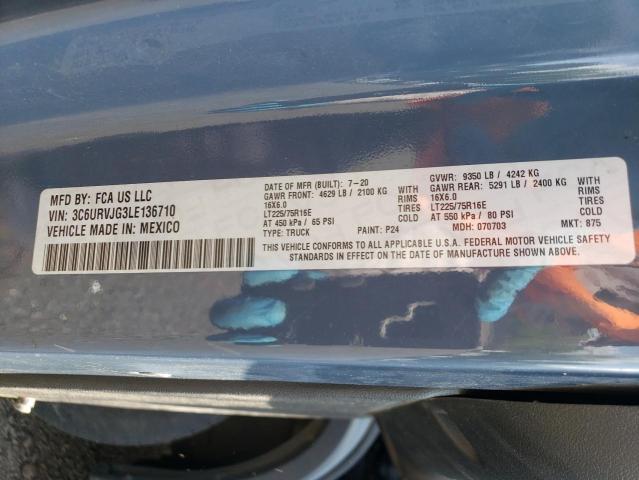 MFD BY: FCA US LLC
VIN: 3C6URVJG3LE136710
VEHICLE MADE IN: MEXICO
DATE OF MFR (BUILT): 7-20
GAWR FRONT: 4629 LB / 2100 KG
16X6.0 RIMS
LT225/75R16E TIRES
AT 450 kPa / 65 PSI COLD
TYPE: TRUCK PAINT: P24
GVWR: 9350 LB / 4242 KG
GAWR REAR: 5291 LB / 2400 KG
16X6.0 RIMS
LT225/75R16E TIRES
AT 550 kPa / 80 PSI COLD
MDH: 070703 MKT: 875
THIS VEHICLE CONFORMS TO ALL APPLICABLE U.S.A. FEDERAL MOTOR VEHICLE SAFETY
STANDARDS IN EFFECT ON THE DATE OF MANUFACTURE SHOWN ABOVE.